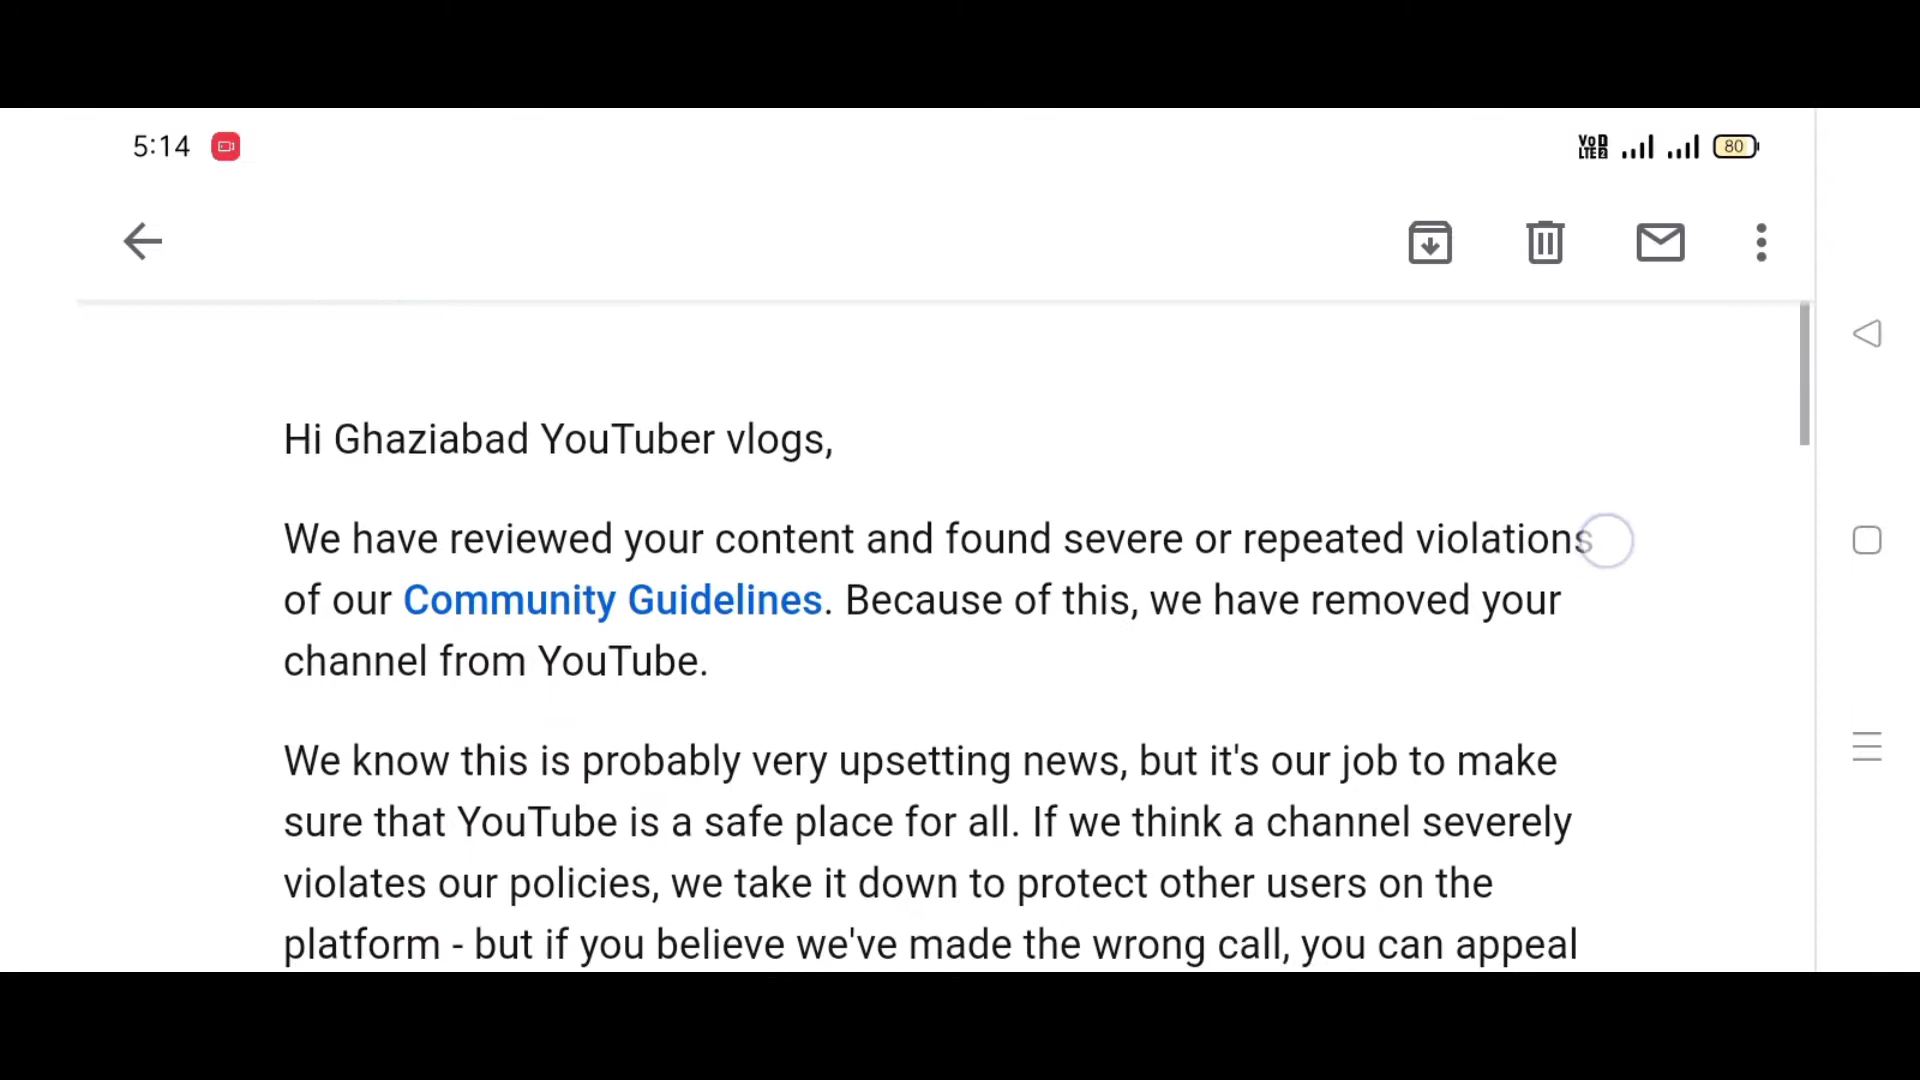 5:14
VoD
LTE2
80
Hi Ghaziabad YouTuber vlogs,
We have reviewed your content and found severe or repeated violations
of our Community Guidelines. Because of this, we have removed your
channel from YouTube.
We know this is probably very upsetting news, but it's our job to make
sure that YouTube is a safe place for all. If we think a channel severely
violates our policies, we take it down to protect other users on the
platform - but if you believe we've made the wrong call, you can appeal